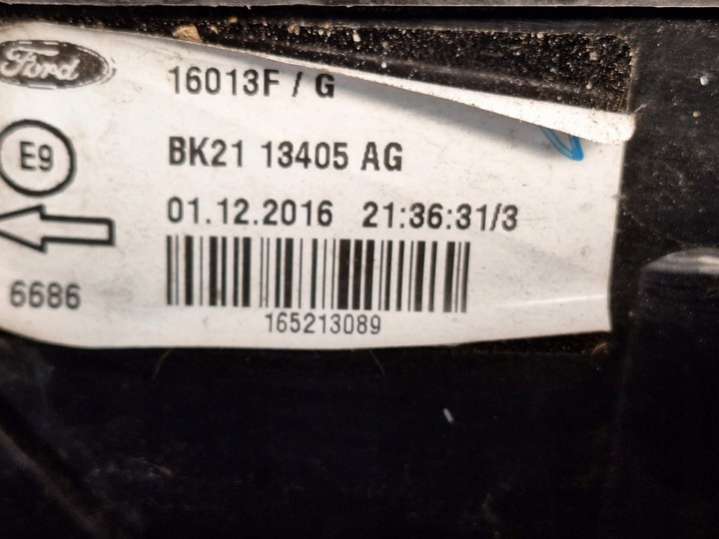 Ford
16013F / G
E9
BK21 13405 AG
01.12.2016 21:36:31/3
6686
165213089